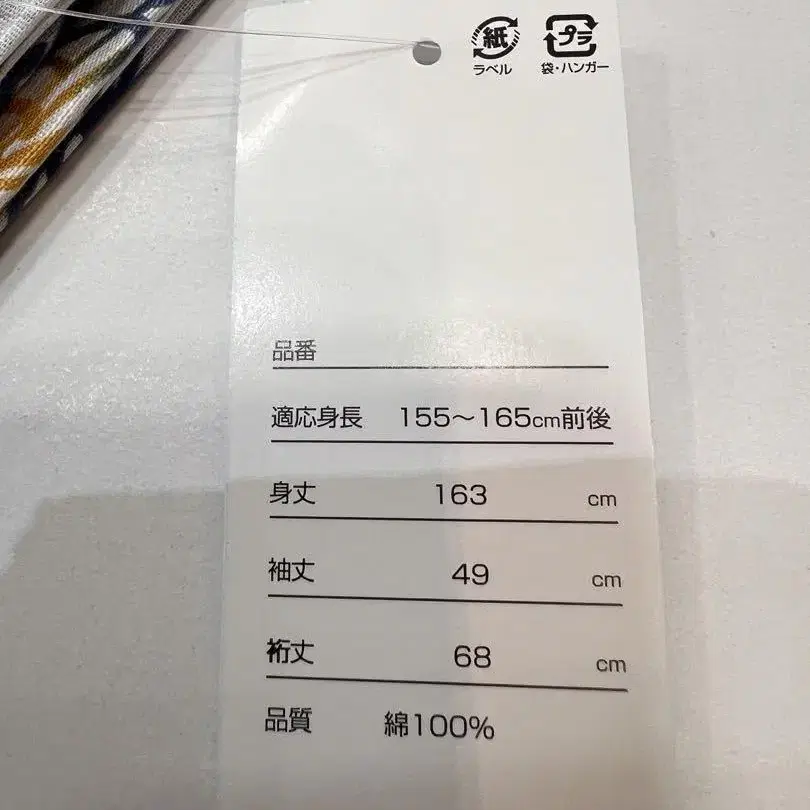 紙 プラ
ラベル 袋・ハンガー
品番
適応身長 155～165cm前後
身丈 163 cm
袖丈 49 cm
裄丈 68 cm
品質 綿100%